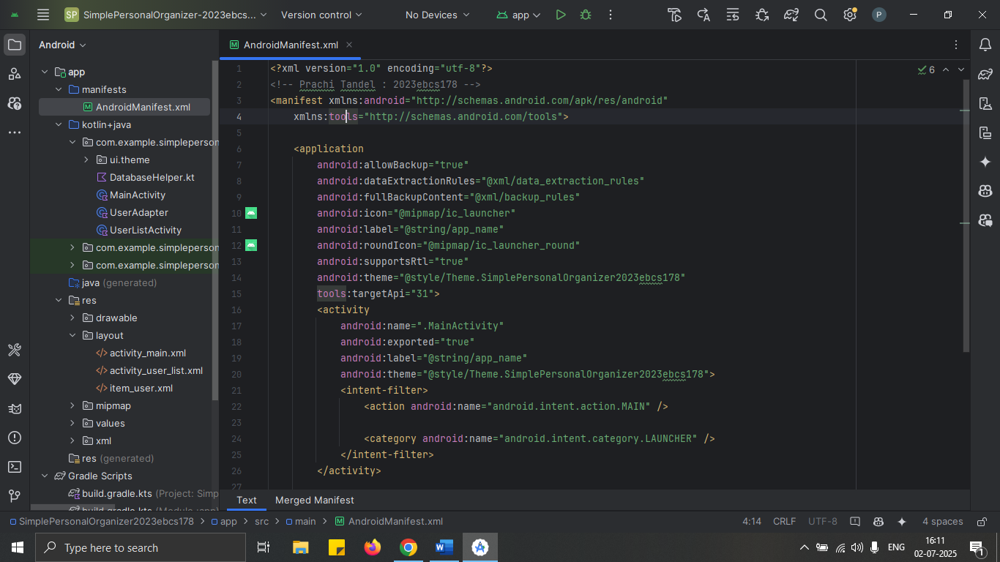 SP SimplePersonalOrganizer-2023ebcs... Version control No Devices app P
Android
AndroidManifest.xml
app
manifests
AndroidManifest.xml
kotlin+java
com.example.simpleperson
ui.theme
DatabaseHelper.kt
MainActivity
UserAdapter
UserListActivity
com.example.simpleperson
com.example.simpleperson
java (generated)
res
drawable
layout
activity_main.xml
activity_user_list.xml
item_user.xml
mipmap
values
xml
res (generated)
Gradle Scripts
build.gradle.kts (Project: Simp
build.gradle.kts (Module :app)
6
1 <?xml version="1.0" encoding="utf-8"?>
2 <!-- Prachi Tandel : 2023ebcs178 -->
3 <manifest xmlns:android="http://schemas.android.com/apk/res/android"
4 xmlns:tools="http://schemas.android.com/tools">
5
6 <application
7 android:allowBackup="true"
8 android:dataExtractionRules="@xml/data_extraction_rules"
9 android:fullBackupContent="@xml/backup_rules"
10 android:icon="@mipmap/ic_launcher"
11 android:label="@string/app_name"
12 android:roundIcon="@mipmap/ic_launcher_round"
13 android:supportsRtl="true"
14 android:theme="@style/Theme.SimplePersonalOrganizer2023ebcs178"
15 tools:targetApi="31">
16 <activity
17 android:name=".MainActivity"
18 android:exported="true"
19 android:label="@string/app_name"
20 android:theme="@style/Theme.SimplePersonalOrganizer2023ebcs178">
21 <intent-filter>
22 <action android:name="android.intent.action.MAIN" />
23
24 <category android:name="android.intent.category.LAUNCHER" />
25 </intent-filter>
26 </activity>
27
Text Merged Manifest
SimplePersonalOrganizer2023ebcs178 > app > src > main > AndroidManifest.xml 4:14 CRLF UTF-8 4 spaces
Type here to search
W
ENG
16:11
02-07-2025
1